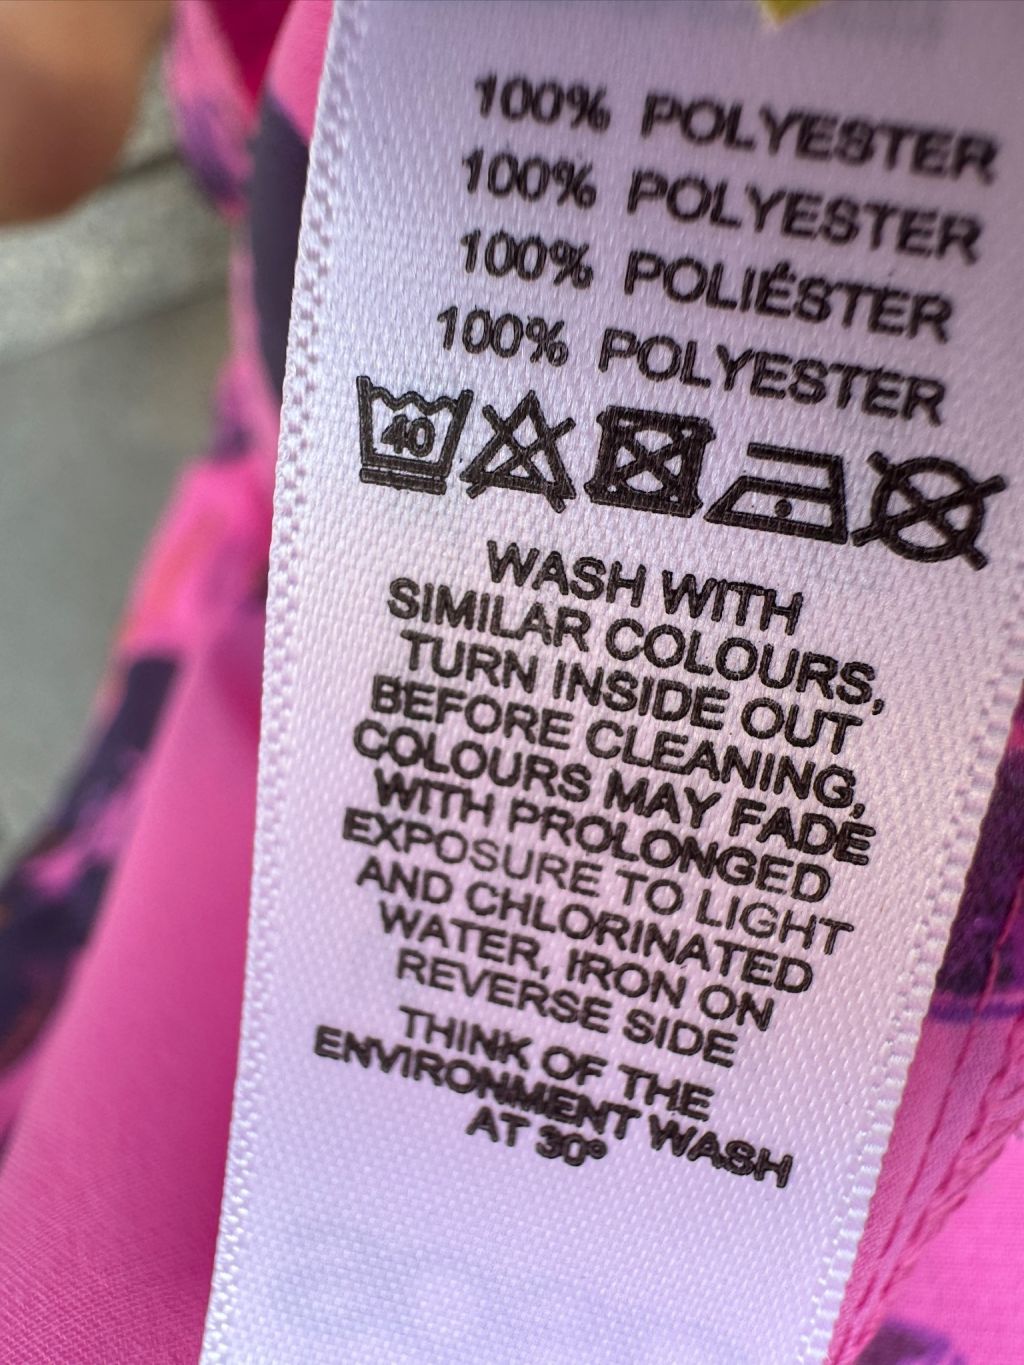 100% POLYESTER
100% POLYESTER
100% POLIÉSTER
100% POLYESTER
40
WASH WITH
SIMILAR COLOURS,
TURN INSIDE OUT
BEFORE CLEANING,
COLOURS MAY FADE
WITH PROLONGED
EXPOSURE TO LIGHT
AND CHLORINATED
WATER, IRON ON
REVERSE SIDE
THINK OF THE
ENVIRONMENT WASH
AT 30º